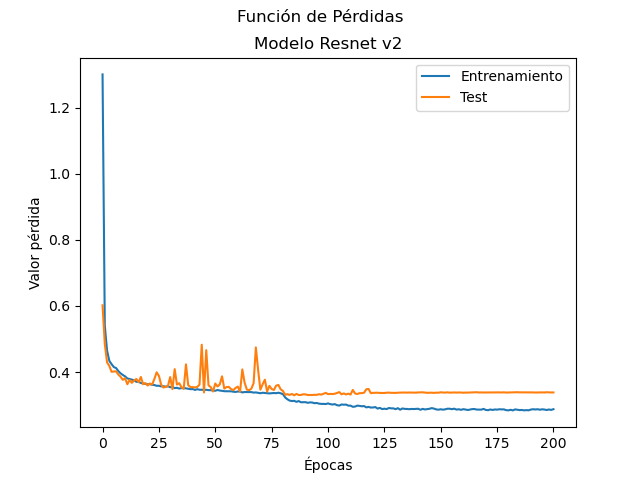 Función de Pérdidas
Modelo Resnet v2
Entrenamiento
Test
Valor pérdida
1.2
1.0
0.8
0.6
0.4
0 25 50 75 100 125 150 175 200
Épocas